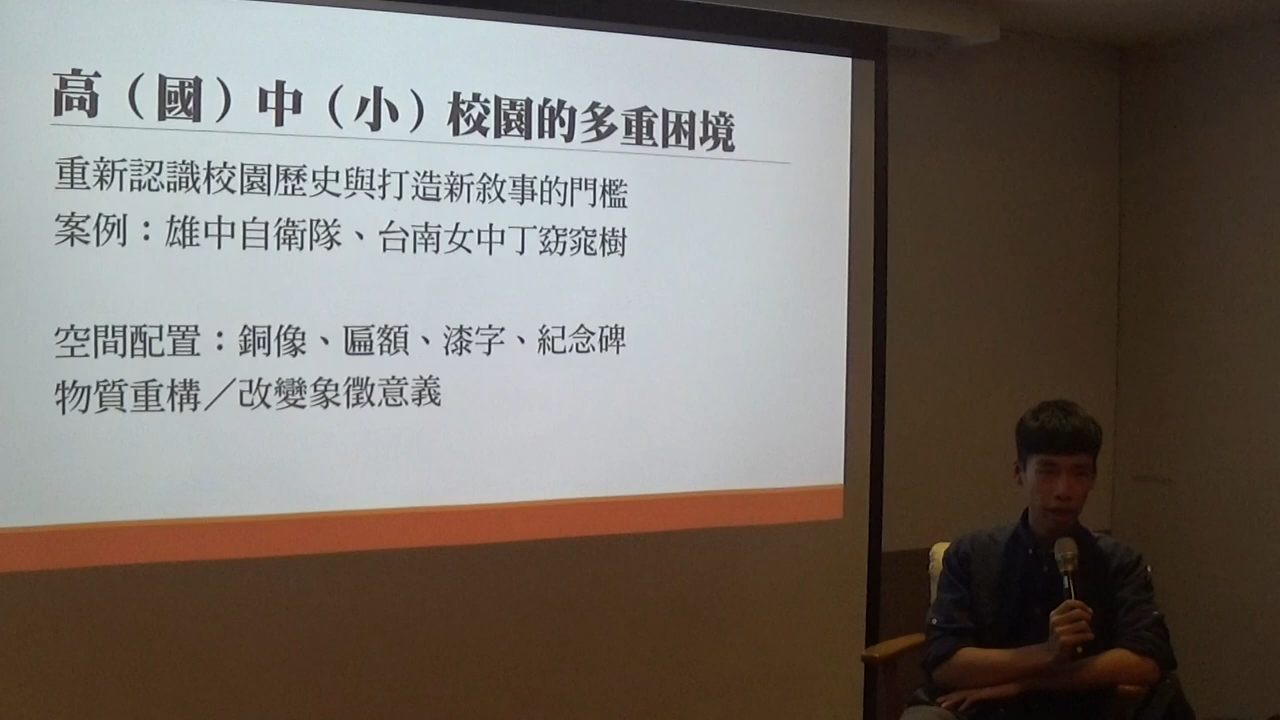 高（國）中（小）校園的多重困境
重新認識校園歷史與打造新敘事的門檻
案例：雄中自衛隊、台南女中丁窈窕樹
空間配置：銅像、匾額、漆字、紀念碑
物質重構／改變象徵意義